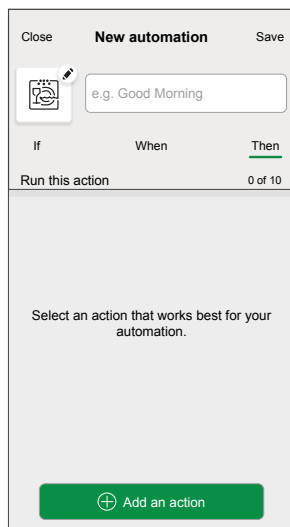 Close New automation Save
e.g. Good Morning
If When Then
Run this action 0 of 10
Select an action that works best for your
automation.
Add an action